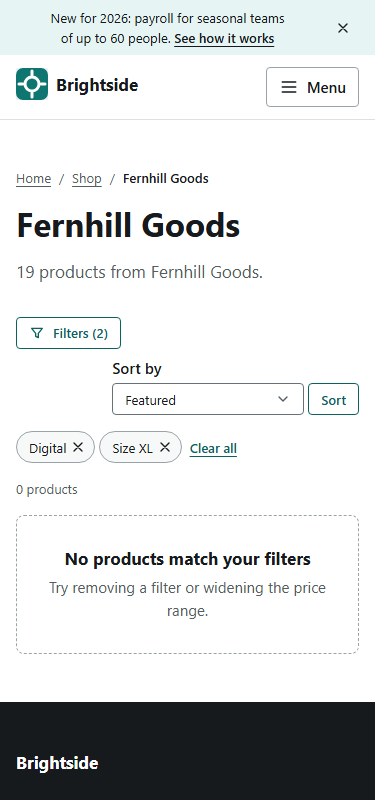 New for 2026: payroll for seasonal teams
of up to 60 people. See how it works
Brightside
Menu
Home / Shop / Fernhill Goods
Fernhill Goods
19 products from Fernhill Goods.
Filters (2)
Sort by
Featured
Sort
Digital
Size XL
Clear all
0 products
No products match your filters
Try removing a filter or widening the price
range.
Brightside